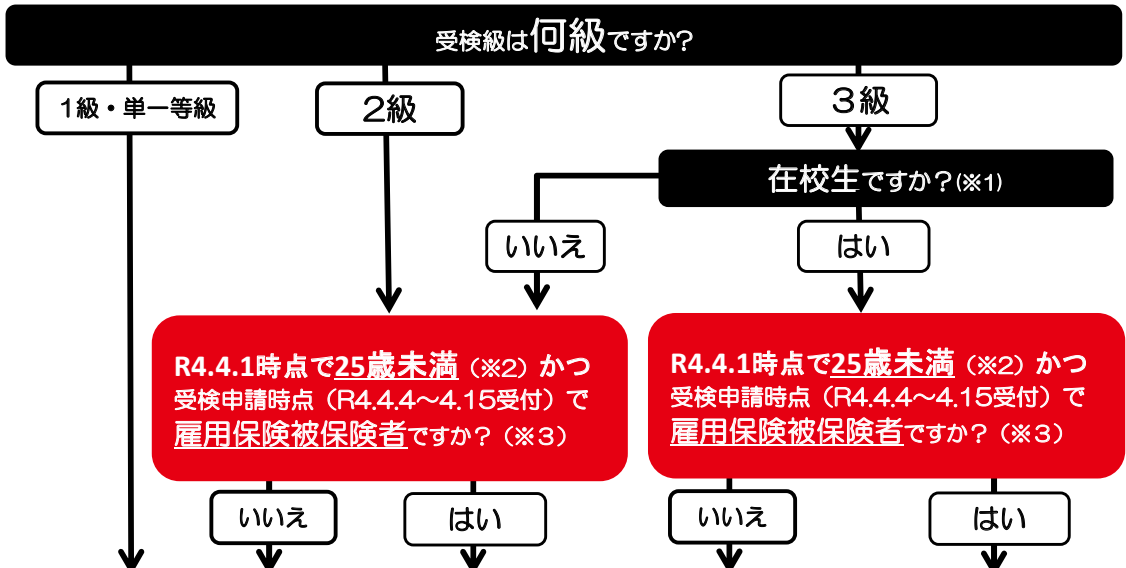 受検級は何級ですか?
1級・単一等級
2級
3級
在校生ですか?(※1)
いいえ
はい
R4.4.1時点で25歳未満（※2）かつ
受検申請時点（R4.4.4～4.15受付）で
雇用保険被保険者ですか?（※3）
R4.4.1時点で25歳未満（※2）かつ
受検申請時点（R4.4.4～4.15受付）で
雇用保険被保険者ですか?（※3）
いいえ
はい
いいえ
はい